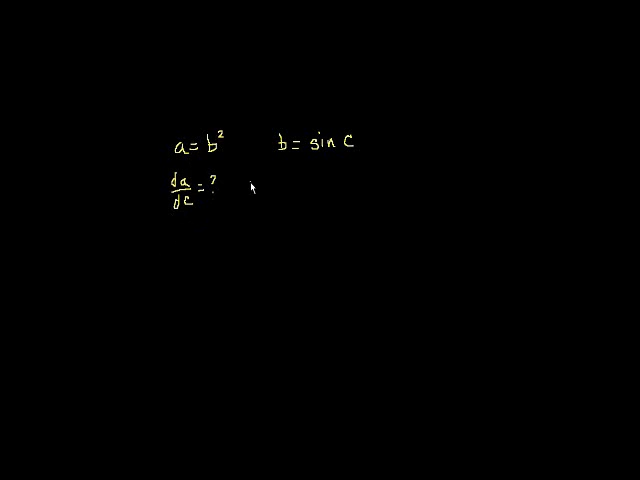 a = b² b = sin c
da/dc = ?